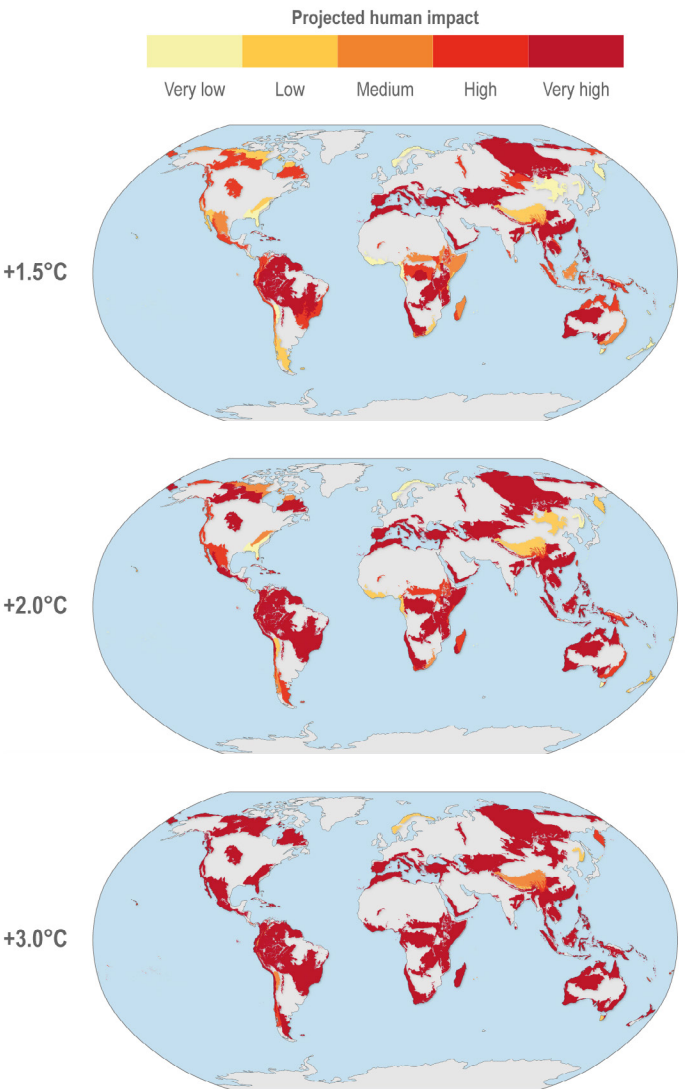 Projected human impact
Very low Low Medium High Very high
+1.5°C
+2.0°C
+3.0°C